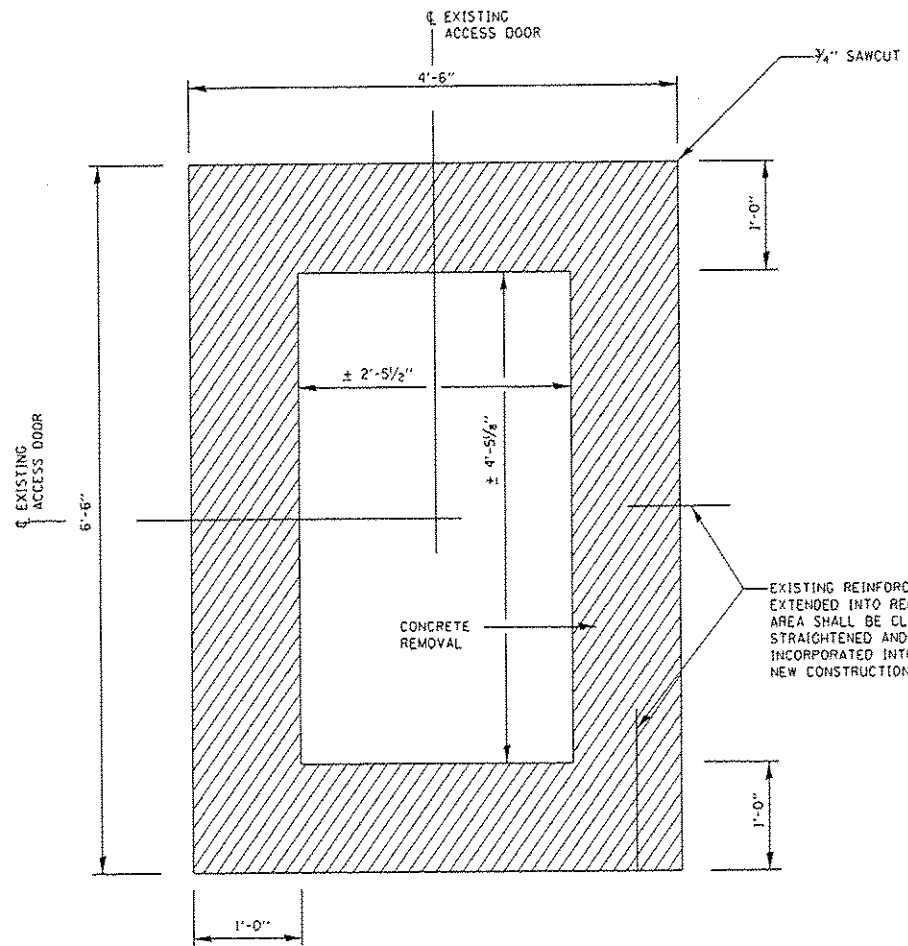 ℄ EXISTING
ACCESS DOOR
4'-6"
¾" SAWCUT
1'-0"
± 2'-5½"
± 4'-5⅛"
℄ EXISTING
ACCESS DOOR
6'-6"
CONCRETE
REMOVAL
EXISTING REINFORC
EXTENDED INTO RE
AREA SHALL BE CL
STRAIGHTENED AND
INCORPORATED INT
NEW CONSTRUCTION
1'-0"
1'-0"